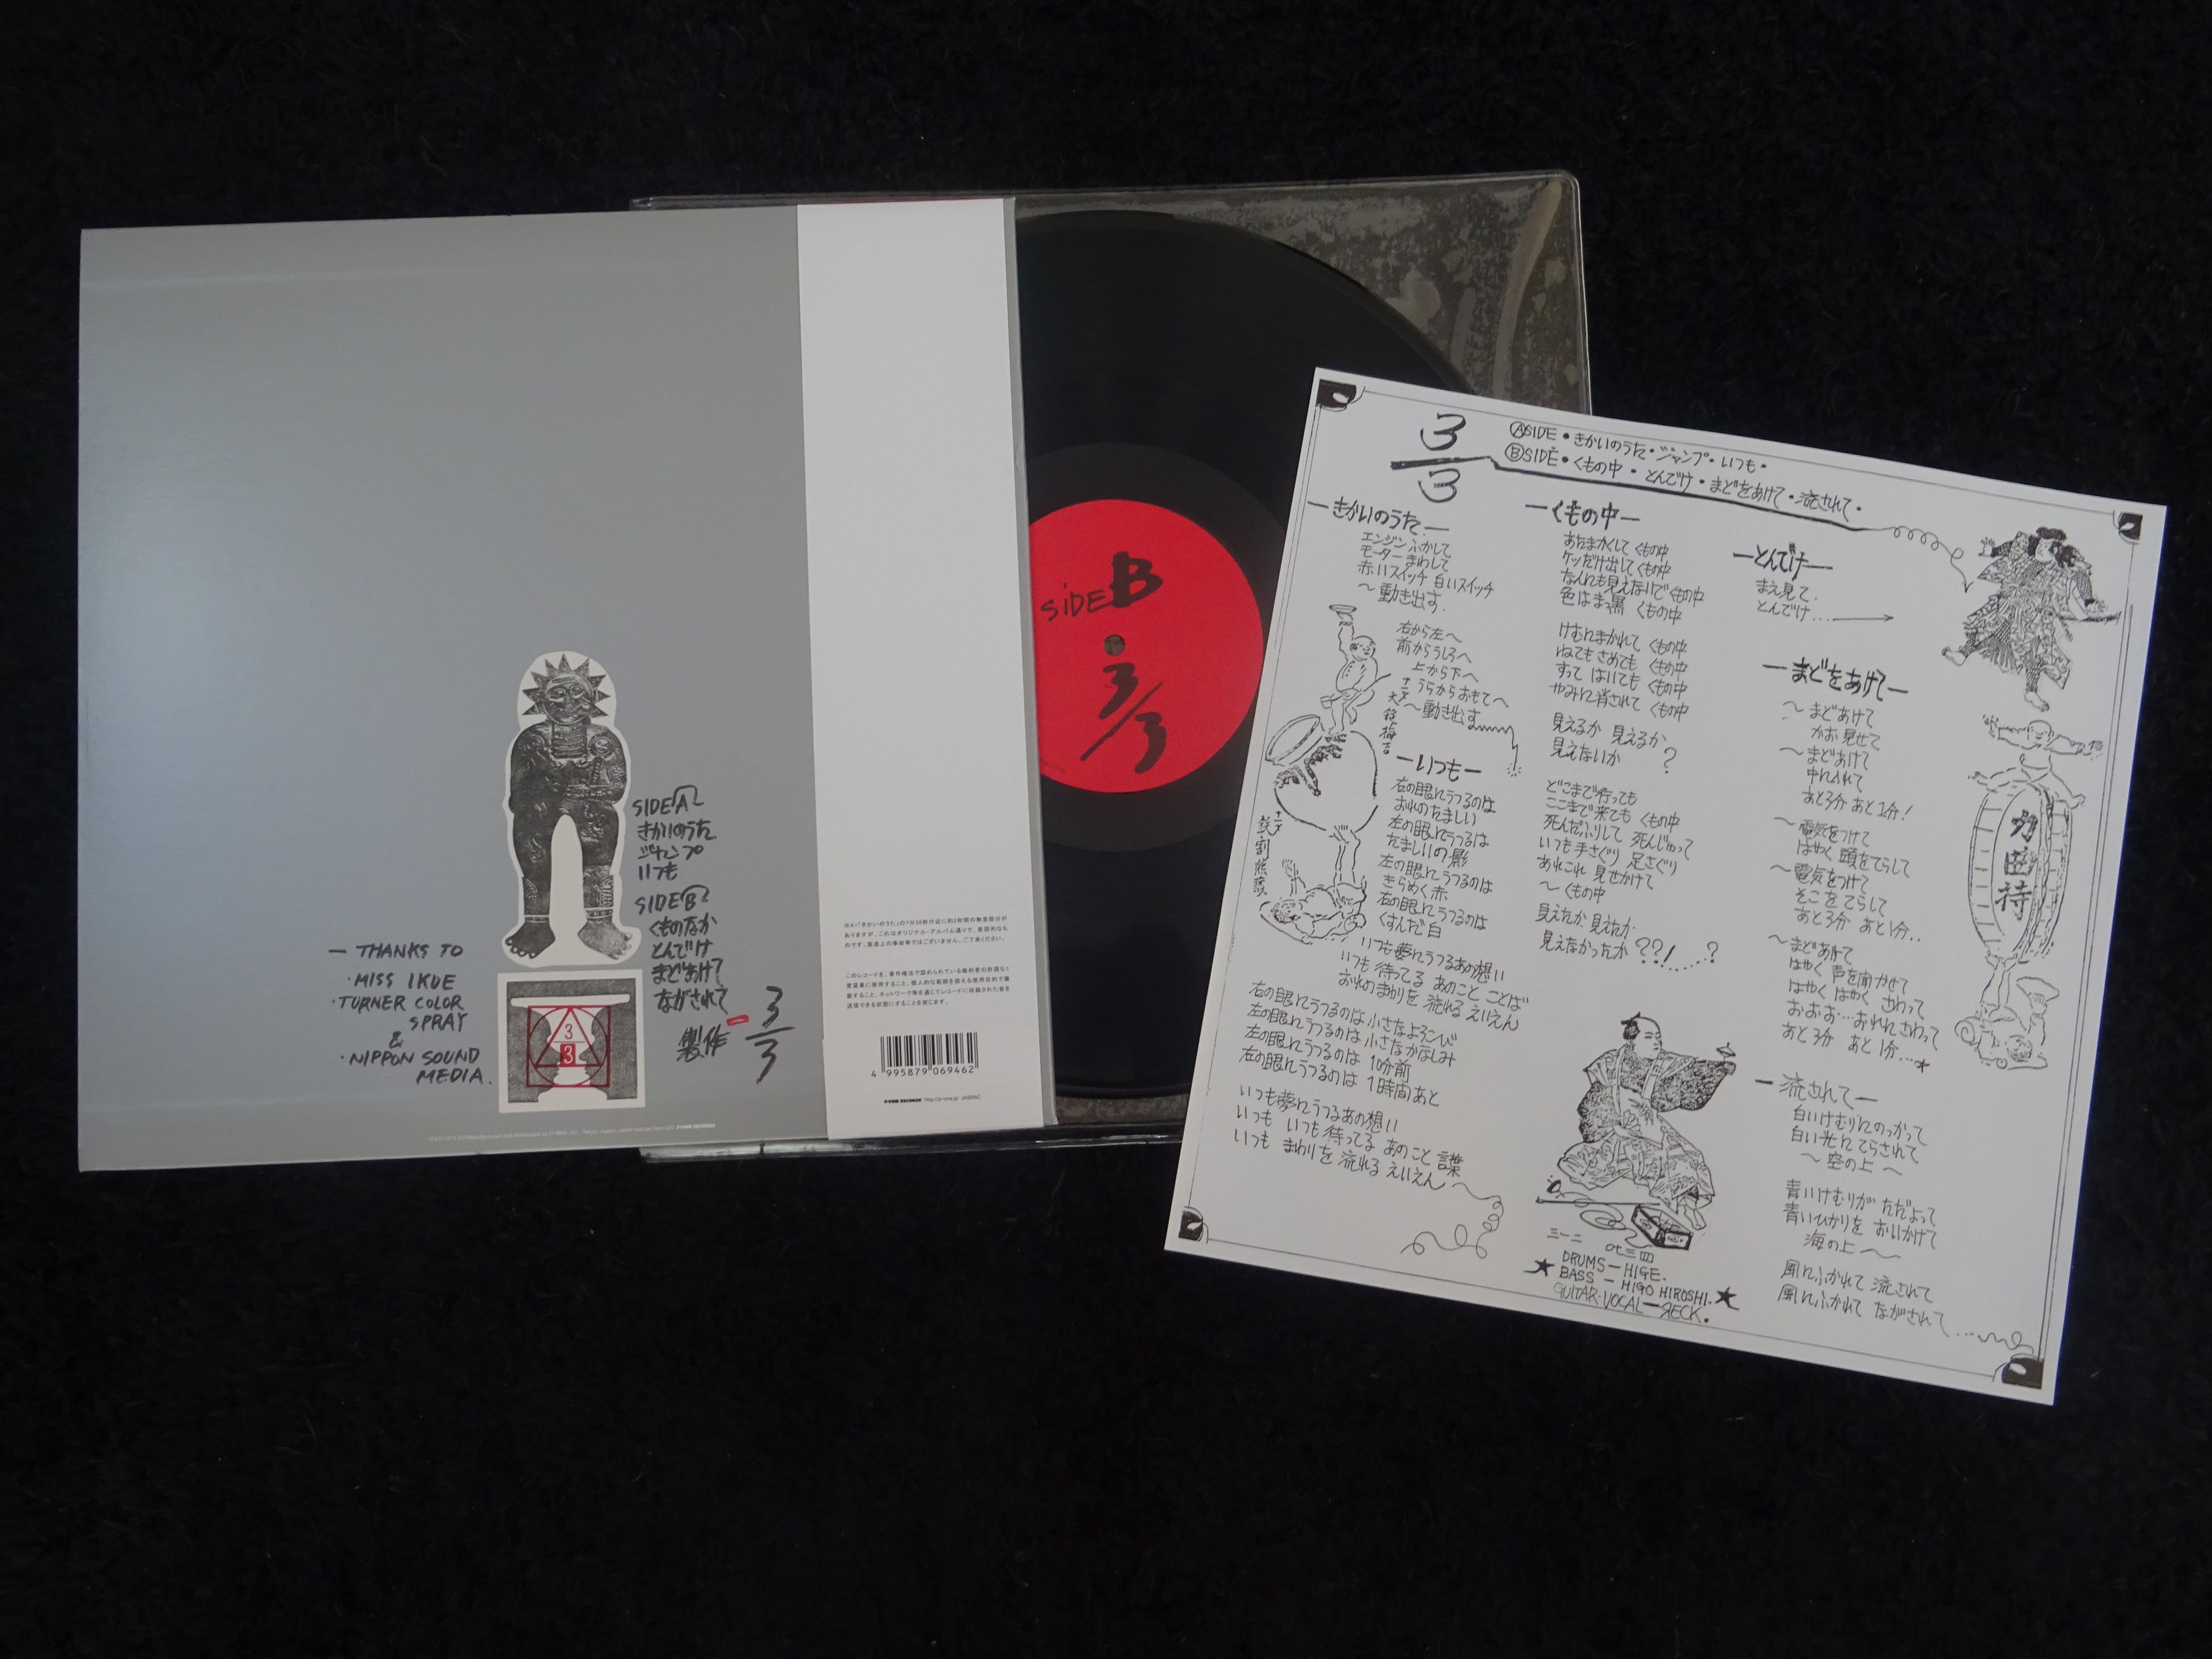 SIDE A
きかいのうた
ジャンプ
いつも
SIDE B
くものなか
とんでけ
まどあけて
ながされて
製作 - 3/3
— THANKS TO
・MISS IKUE
・TURNER COLOR
SPRAY
&
・NIPPON SOUND
MEDIA.
3
3
4 995879 069462
P-VINE RECORDS http://p-vine.jp JASRAC
SIDE B
3/3
3/3
ⒶSIDE・きかいのうた・ジャンプ・いつも・
ⒷSIDE・くもの中・とんでけ・まどをあけて・流されて・
—きかいのうた—
エンジンふかして
モーターまわして
赤いスイッチ 白いスイッチ
〜動き出す.
右から左へ
前からうしろへ
上から下へ
うらからおもてへ
〜動き出す
—いつも—
右の眼にうつるのは
おれのたましい
左の眼にうつるは
たましいの影
左の眼にうつるのは
きらめく赤
右の眼にうつるのは
くすんだ白
いつも夢にうつるあの想い
いつも待ってる あのこと ことば
おれのまわりを 流れる えいえん
右の眼にうつるのは小さなよろこび
左の眼にうつるのは小さなかなしみ
左の眼にうつるのは 10分前
右の眼にうつるのは 1時間あと
いつも夢にうつるあの想い
いつも いつも待ってる あのこと 言葉
いつも まわりを 流れる えいえん〜
—くもの中—
あたまかくして くもの中
ケツだけ出して くもの中
なんにも見えないで くもの中
色はまっ黒 くもの中
けむにまかれて くもの中
ねてもさめても くもの中
すって はいても くもの中
やみに消されて くもの中
見えるか 見えるか
見えないか ?
どこまで行っても
ここまで来ても くもの中
死んだふりして 死んじゃって
いつも手さぐり 足さぐり
あれこれ 見せかけて
〜くもの中
見えたか 見えたか
見えなかったか??!......?
三一二
DRUMS — HIGE.
★ BASS — HIGO HIROSHI. ★
GUITAR・VOCAL — RECK.
—とんでけ—
まえ見て.
とんでけ...
—まどをあけて—
〜まどあけて
かお見せて
〜まどあけて
中に入れて
あと3分 あと1分!
〜電気をつけて
はやく 頭をてらして
〜電気をつけて
そこをてらして
あと3分 あと1分..
〜まどあけて
はやく 声を聞かせて
はやく はやく さわって
お・お・お・・・おれにさわって
あと3分 あと1分....*
—流されて—
白いけむりにのっかって
白い光にてらされて
〜空の上〜
青いけむりが ただよって
青いひかりを おいかけて
海の上〜
風にふかれて 流されて
風にふかれて ながされて...
力田待